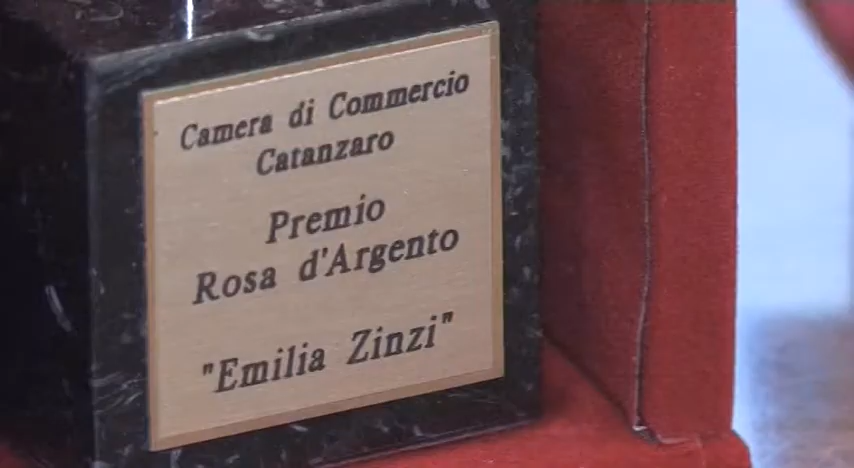 Camera di Commercio
Catanzaro
Premio
Rosa d'Argento
"Emilia Zinzi"